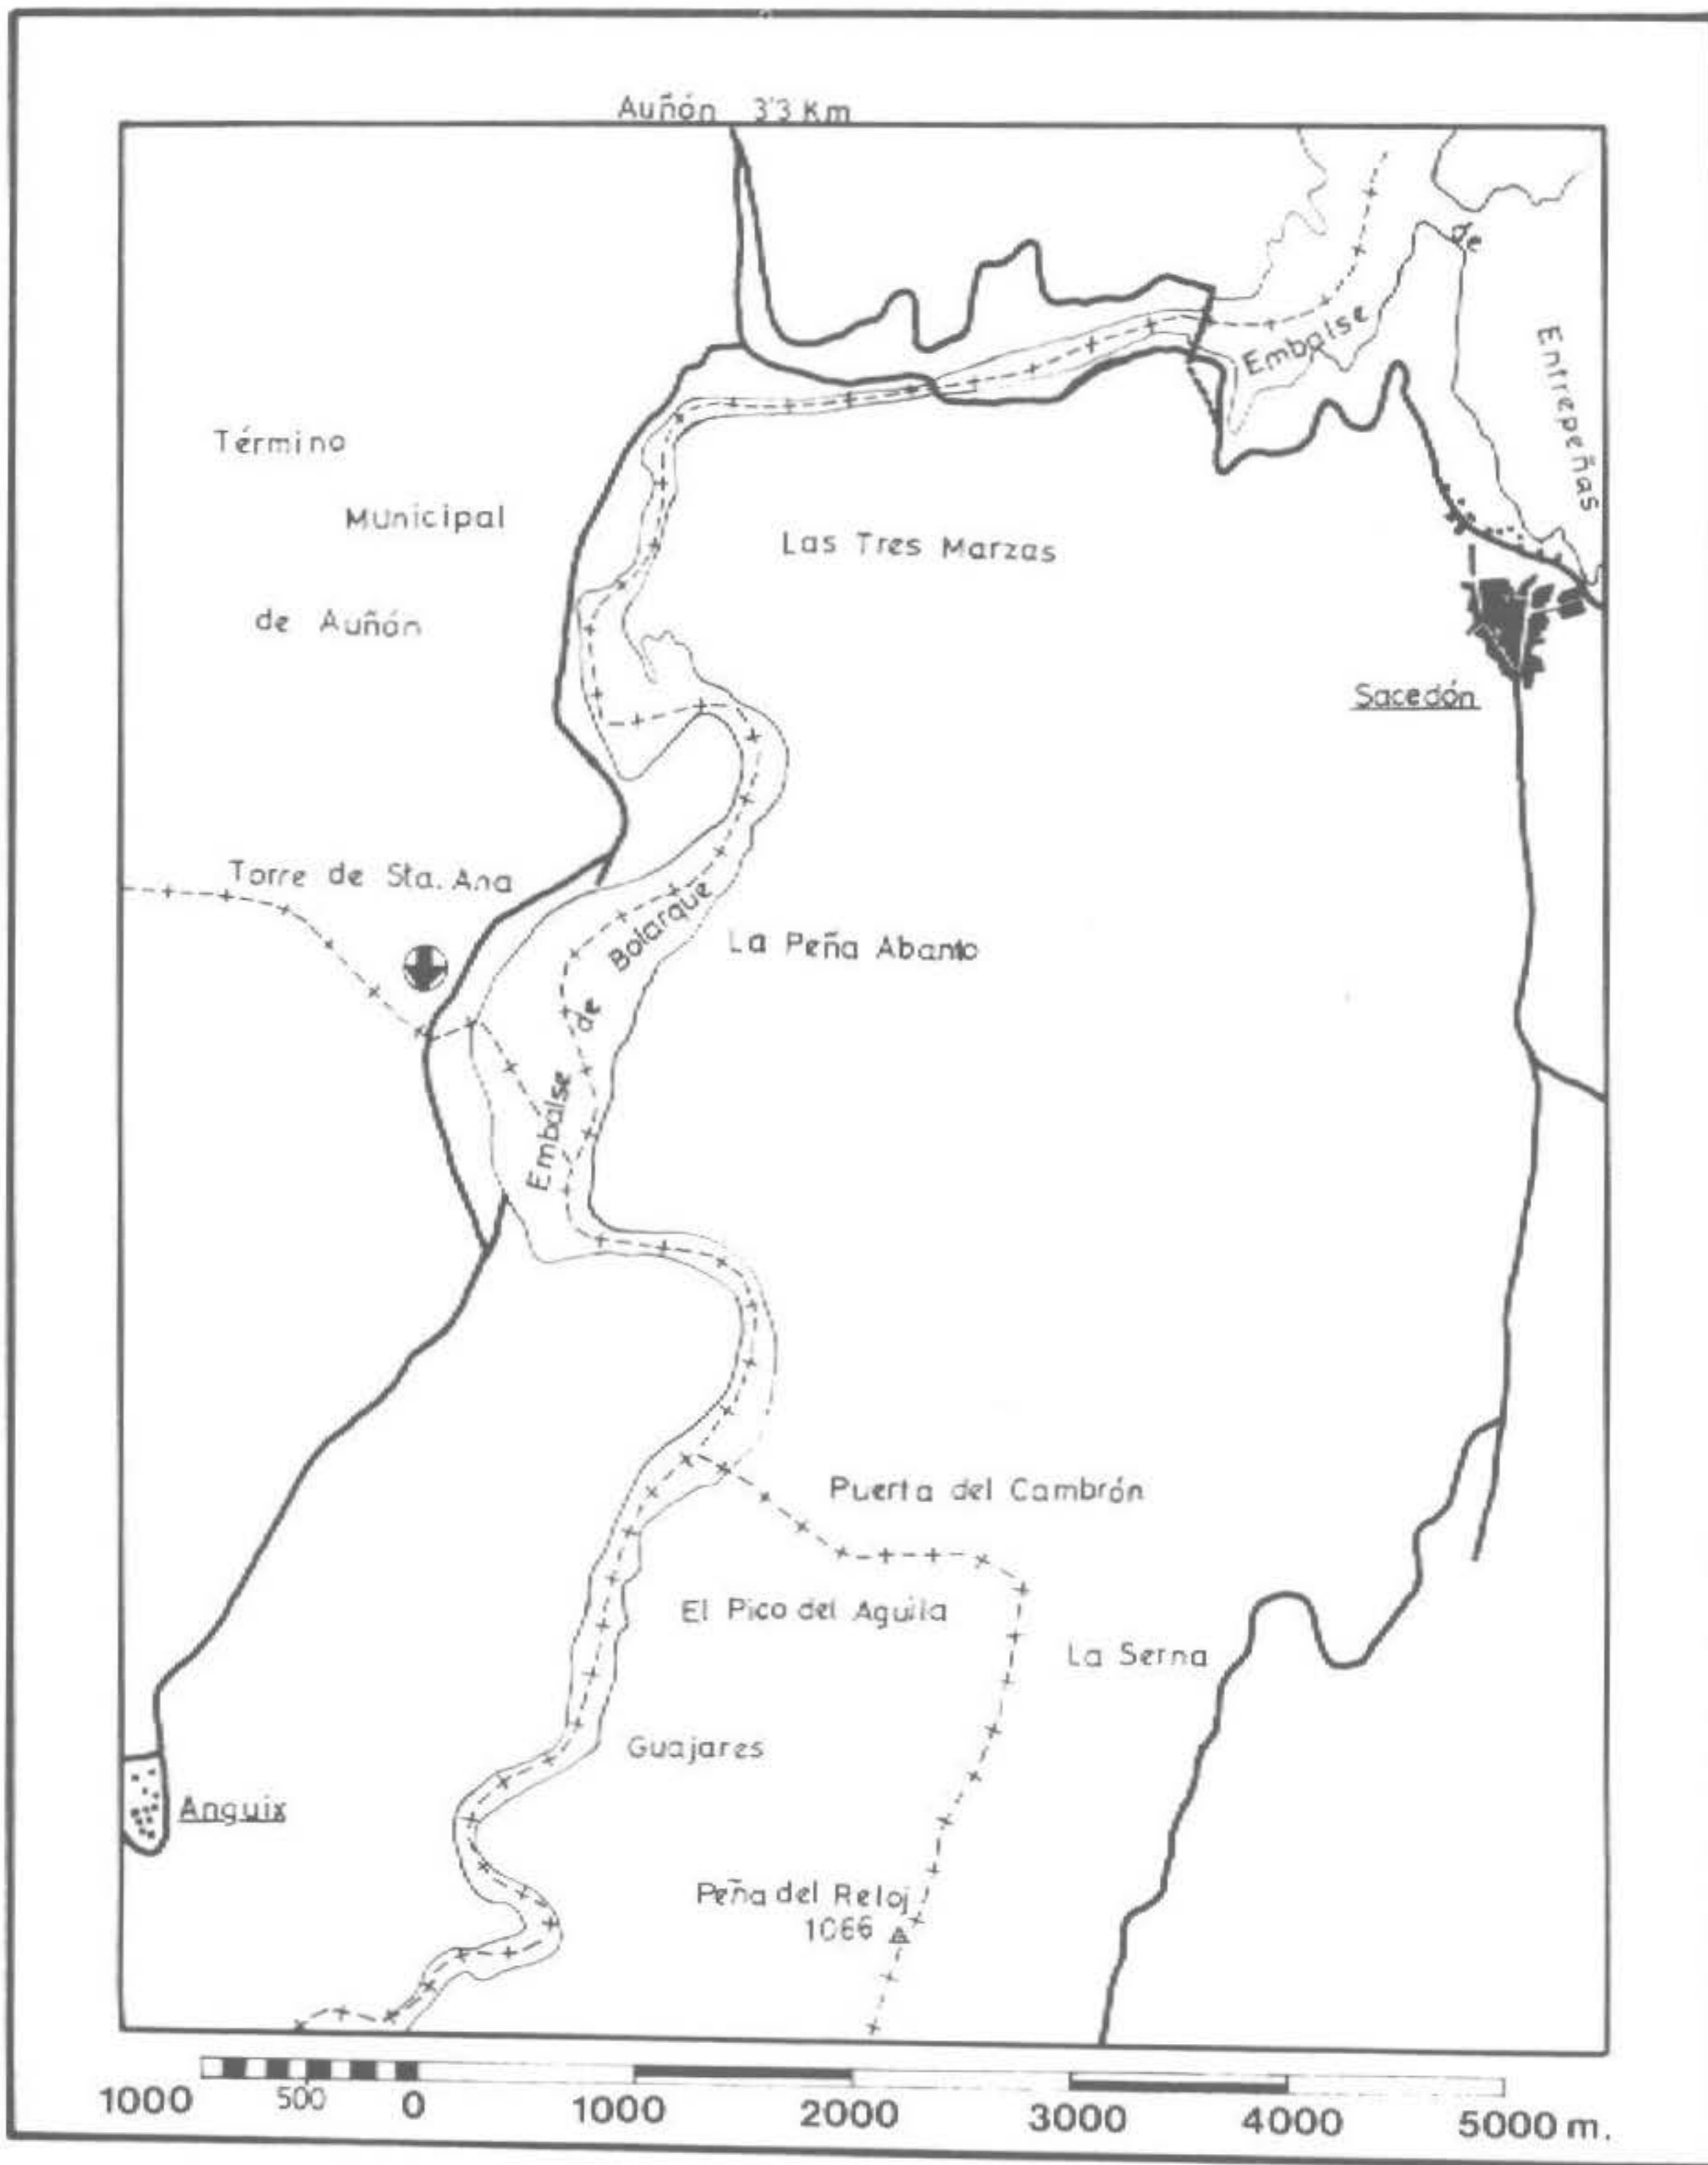 Auñón 3'3 Km
de
Embalse
Entrepeñas
Término
Municipal
de Auñón
Las Tres Marzas
Sacedón
Torre de Sta. Ana
Bolarque
de
Embalse
La Peña Abanto
Puerta del Cambrón
El Pico del Aguila
La Serna
Guajares
Anguix
Peña del Reloj
1066
1000 500 0 1000 2000 3000 4000 5000 m.